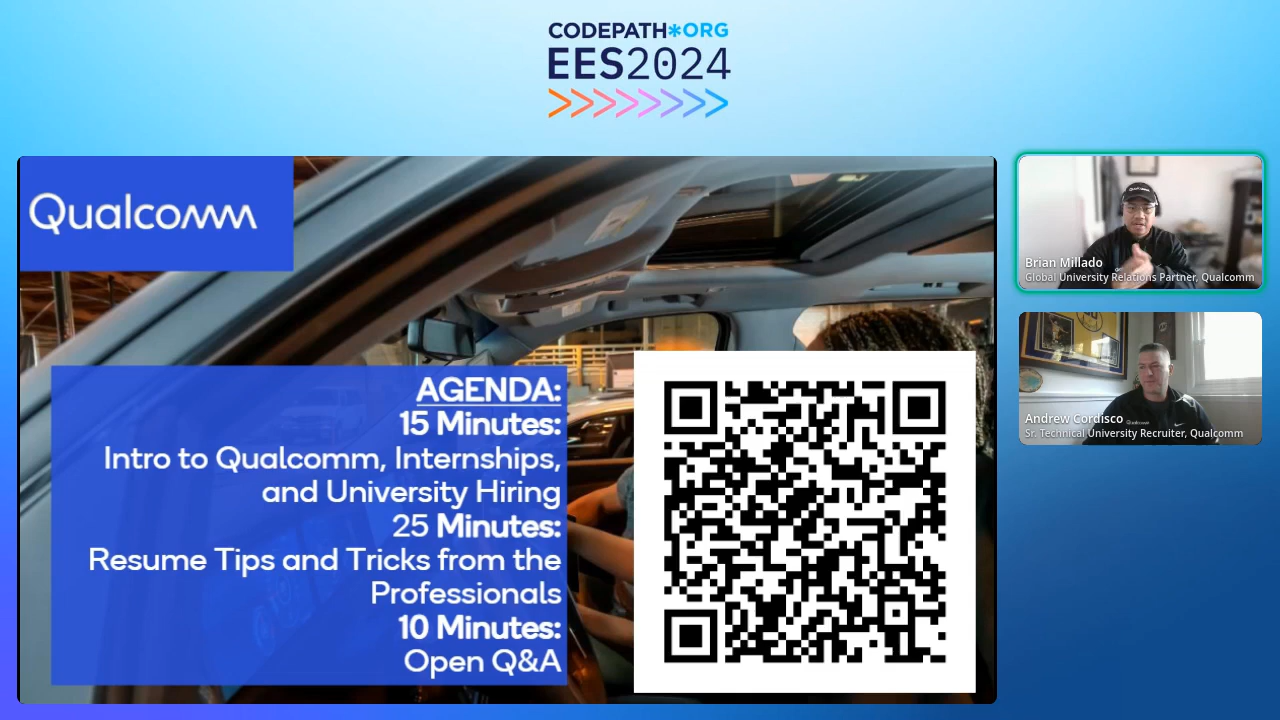 CODEPATH*ORG
EES2024
Qualcomm
AGENDA:
15 Minutes:
Intro to Qualcomm, Internships,
and University Hiring
25 Minutes:
Resume Tips and Tricks from the
Professionals
10 Minutes:
Open Q&A
Brian Millado
Global University Relations Partner, Qualcomm
Andrew Cordisco
Sr. Technical University Recruiter, Qualcomm